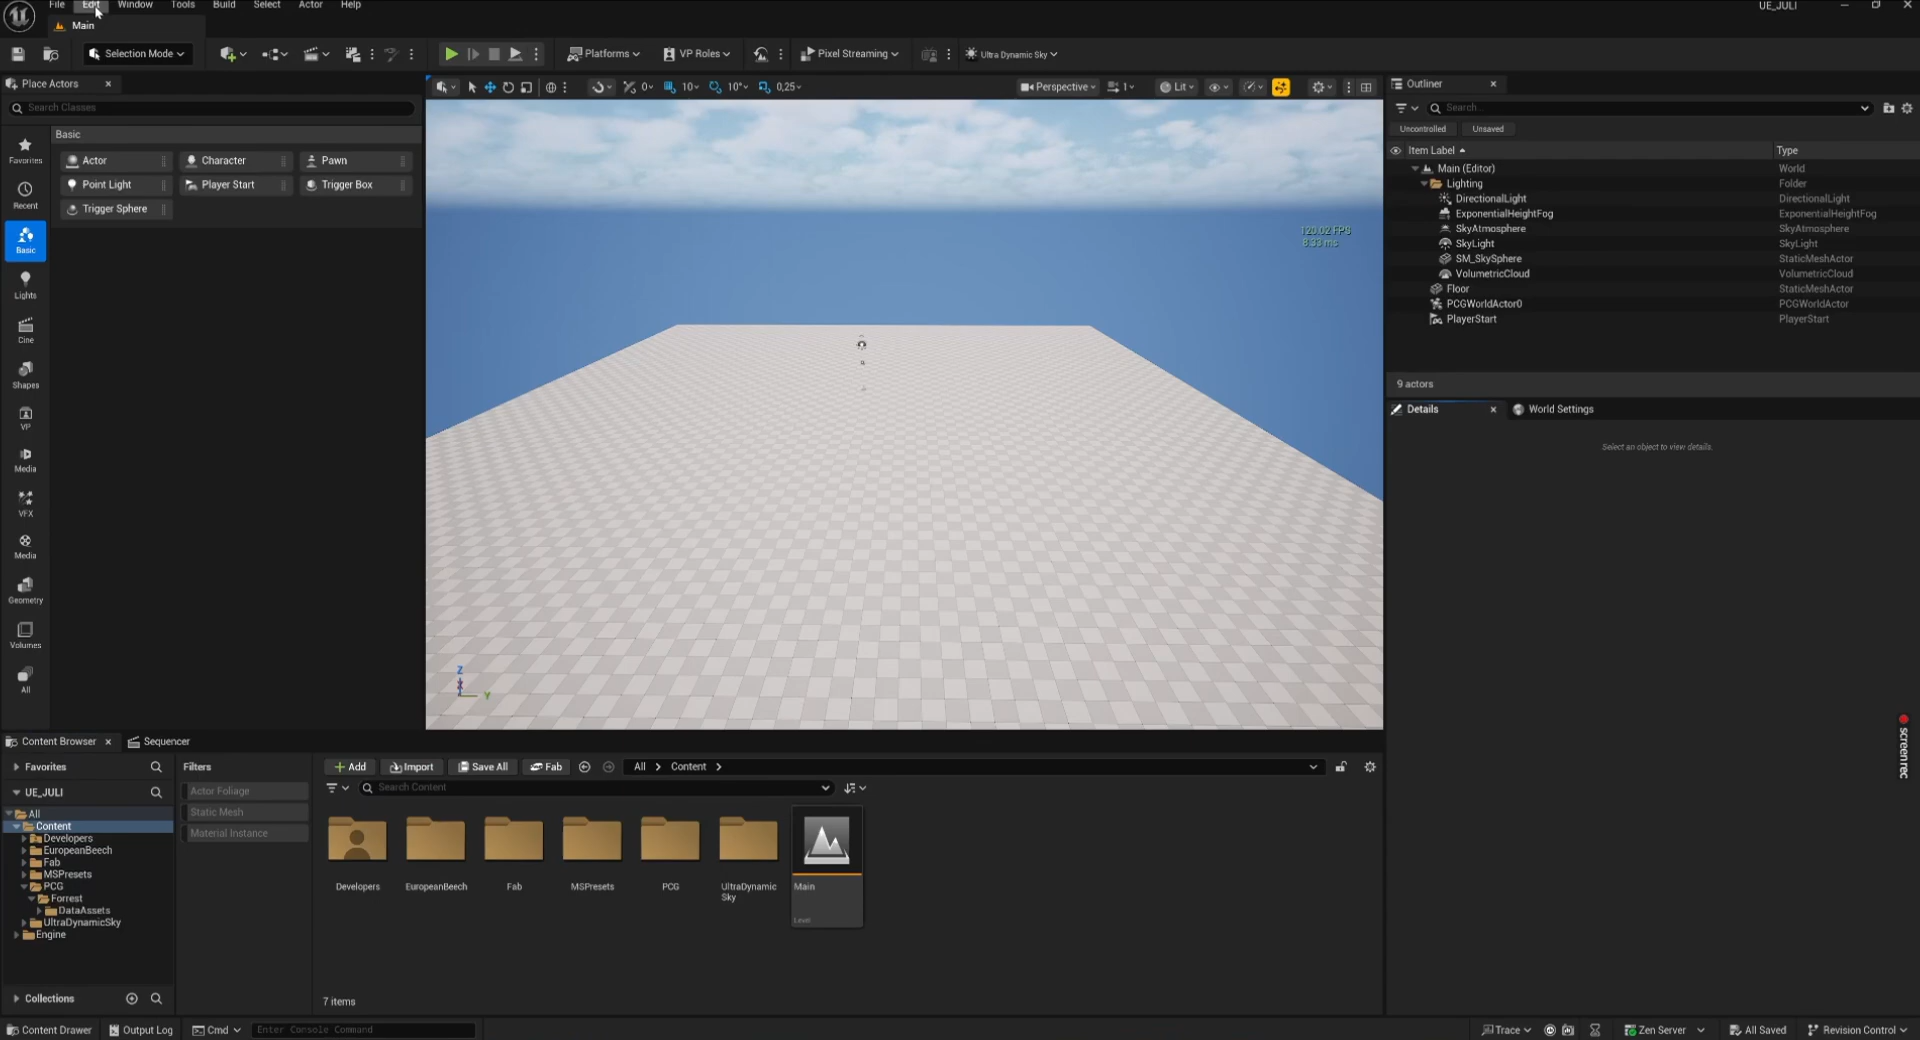 File Edit Window Tools Build Select Actor Help
UE_JULI
Main
Selection Mode
Platforms
VP Roles
Pixel Streaming
Ultra Dynamic Sky
Place Actors
Search Classes
0
10
10°
0,25
Perspective
1
Lit
Outliner
Search...
Uncontrolled
Unsaved
Item Label
Type
Main (Editor) World
Lighting Folder
DirectionalLight DirectionalLight
ExponentialHeightFog ExponentialHeightFog
SkyAtmosphere SkyAtmosphere
SkyLight SkyLight
SM_SkySphere StaticMeshActor
VolumetricCloud VolumetricCloud
Floor StaticMeshActor
PCGWorldActor0 PCGWorldActor
PlayerStart PlayerStart
9 actors
Details
World Settings
Select an object to view details.
Favorites
Recent
Basic
Lights
Cine
Shapes
VP
Media
VFX
Media
Geometry
Volumes
All
Basic
Actor Character Pawn
Point Light Player Start Trigger Box
Trigger Sphere
120.02 FPS
8.33 ms
Z
Y
screenrec
Content Browser
Sequencer
Favorites
UE_JULI
All
Content
Developers
EuropeanBeech
Fab
MSPresets
PCG
Forrest
DataAssets
UltraDynamicSky
Engine
Collections
Filters
Actor Foliage
Static Mesh
Material Instance
Add
Import
Save All
Fab
All
Content
Search Content
Developers
EuropeanBeech
Fab
MSPresets
PCG
UltraDynamic
Sky
Main
Level
7 items
Content Drawer
Output Log
Cmd
Enter Console Command
Trace
Zen Server
All Saved
Revision Control